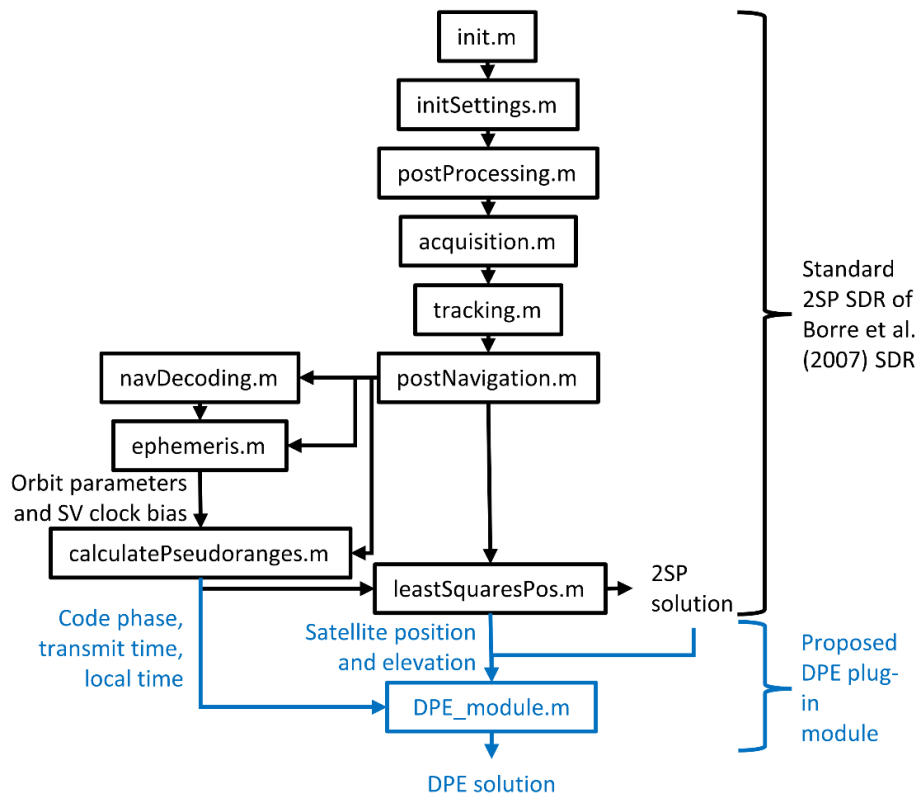 init.m
initSettings.m
postProcessing.m
acquisition.m
tracking.m
navDecoding.m
postNavigation.m
ephemeris.m
Orbit parameters
and SV clock bias
calculatePseudoranges.m
leastSquaresPos.m
2SP
solution
Standard
2SP SDR of
Borre et al.
(2007) SDR
Code phase,
transmit time,
local time
Satellite position
and elevation
DPE_module.m
DPE solution
Proposed
DPE plug-
in
module